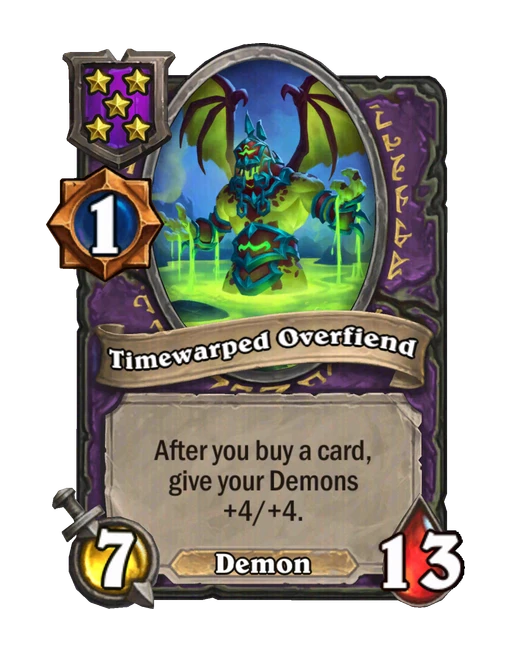 1
Timewarped Overfiend
After you buy a card,
give your Demons
+4/+4.
7
Demon
13